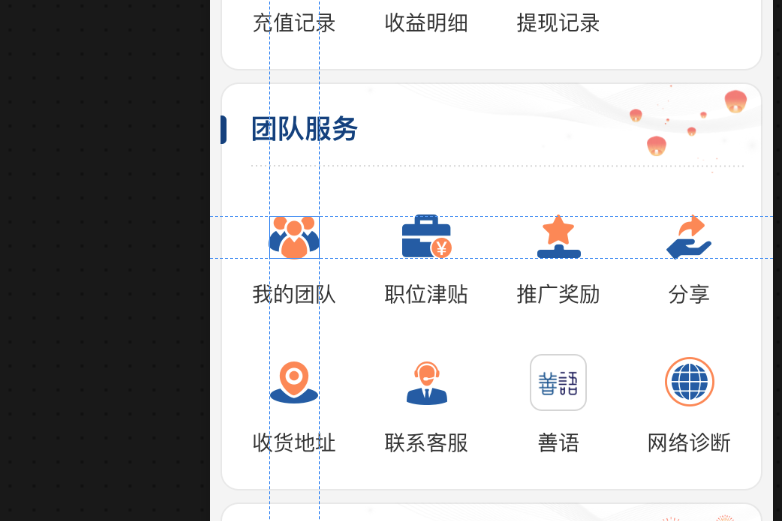 充值记录 收益明细 提现记录
团队服务
¥
我的团队 职位津贴 推广奖励 分享
善語
收货地址 联系客服 善语 网络诊断